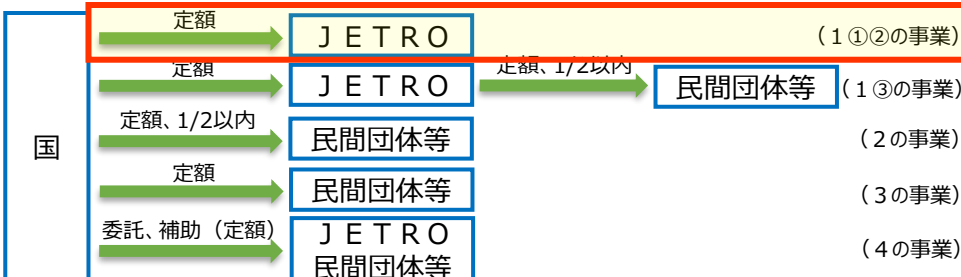 国
定額
ＪＥＴＲＯ
（１①②の事業）
定額
ＪＥＴＲＯ
定額、1/2以内
民間団体等
（１③の事業）
定額、1/2以内
民間団体等
（２の事業）
定額
民間団体等
（３の事業）
委託、補助（定額）
ＪＥＴＲＯ
民間団体等
（４の事業）